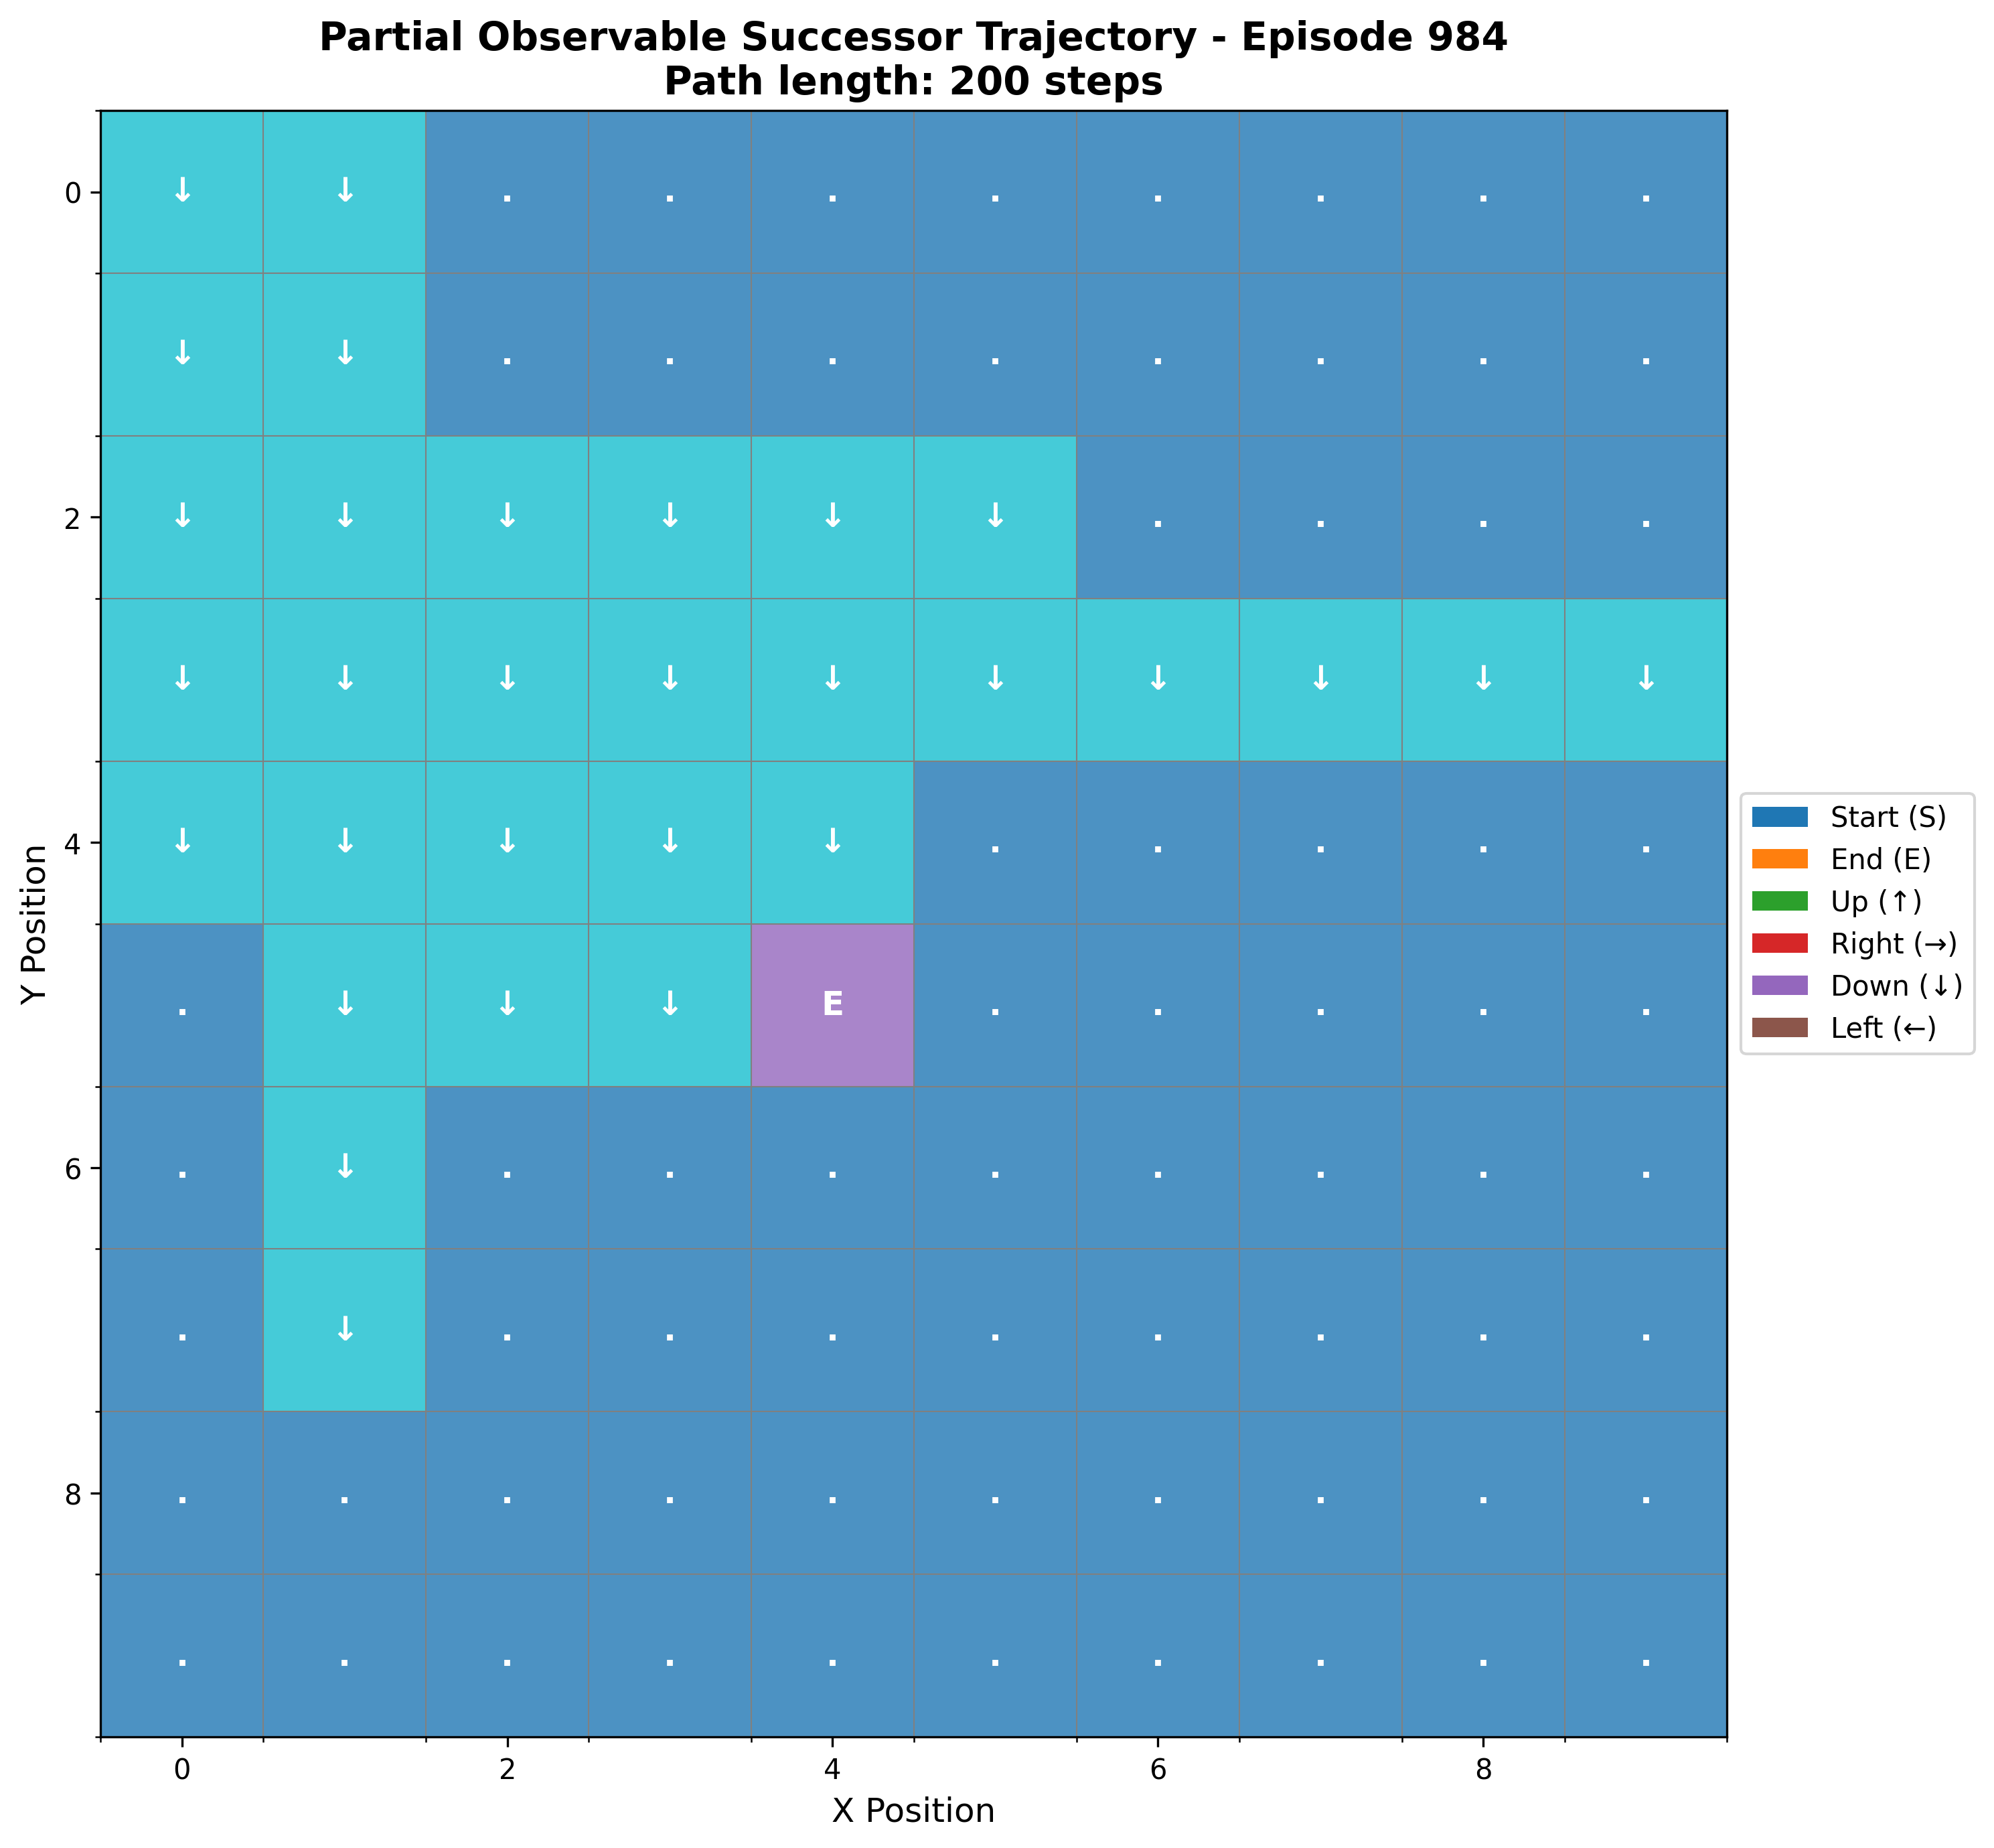 Partial Observable Successor Trajectory - Episode 984
Path length: 200 steps
0 ↓ ↓ . . . . . . . .
↓ ↓ . . . . . . . .
2 ↓ ↓ ↓ ↓ ↓ ↓ . . . .
↓ ↓ ↓ ↓ ↓ ↓ ↓ ↓ ↓ ↓
4 ↓ ↓ ↓ ↓ ↓ . . . . .
. ↓ ↓ ↓ E . . . . .
6 . ↓ . . . . . . . .
. ↓ . . . . . . . .
8 . . . . . . . . . .
. . . . . . . . . .
0 2 4 6 8
X Position
Y Position
Start (S)
End (E)
Up (↑)
Right (→)
Down (↓)
Left (←)